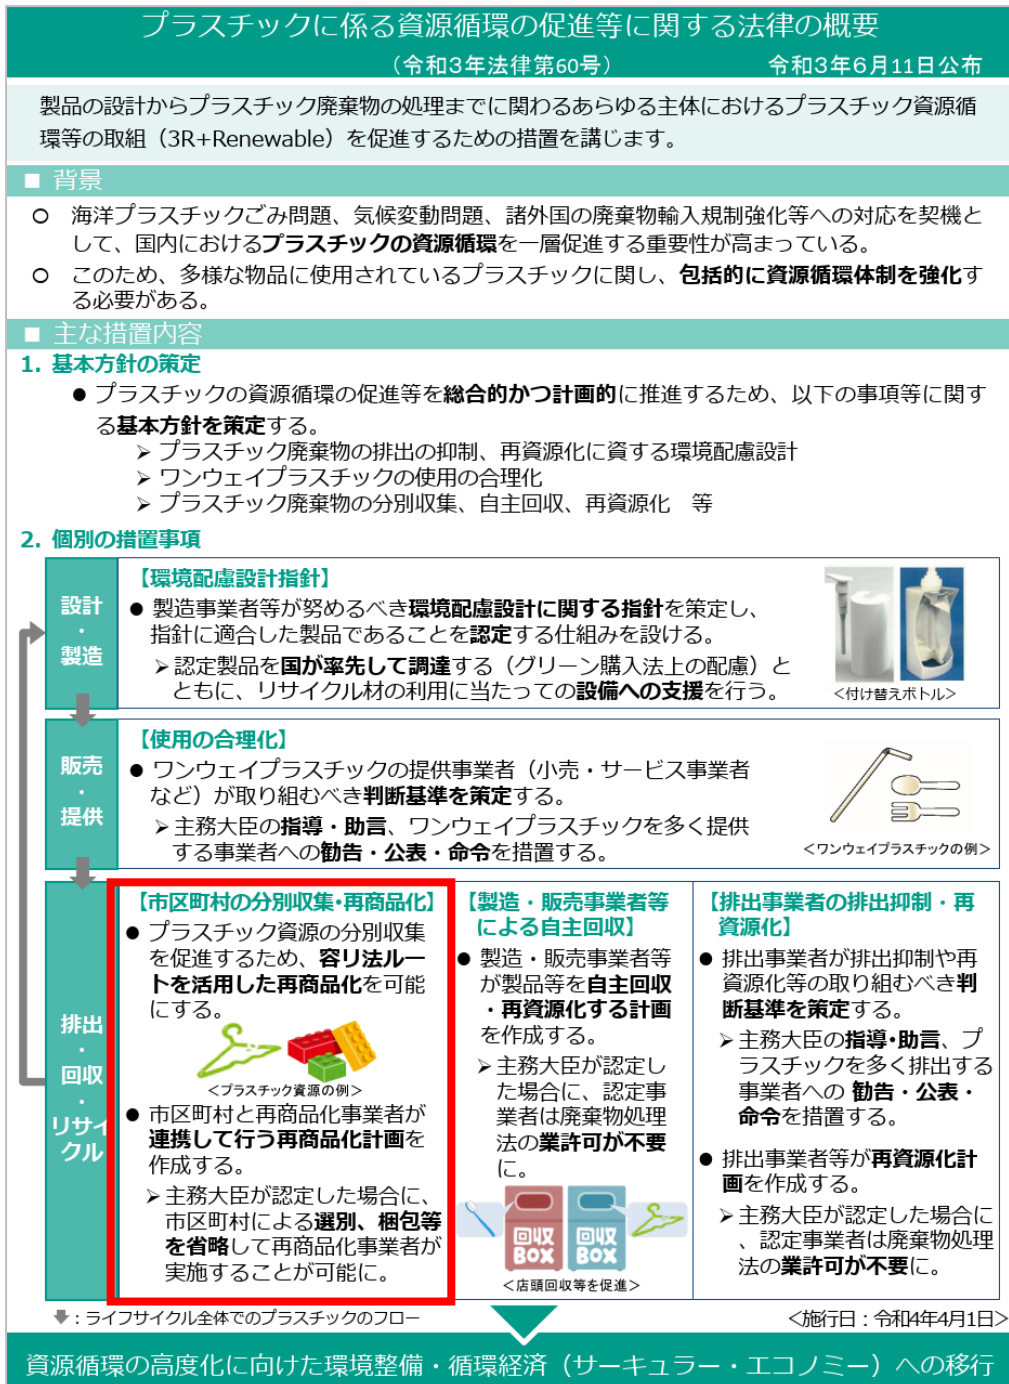 プラスチックに係る資源循環の促進等に関する法律の概要
（令和3年法律第60号）
令和3年6月11日公布
製品の設計からプラスチック廃棄物の処理までに関わるあらゆる主体におけるプラスチック資源循
環等の取組（3R+Renewable）を促進するための措置を講じます。
■ 背景
○ 海洋プラスチックごみ問題、気候変動問題、諸外国の廃棄物輸入規制強化等への対応を契機と
して、国内におけるプラスチックの資源循環を一層促進する重要性が高まっている。
○ このため、多様な物品に使用されているプラスチックに関し、包括的に資源循環体制を強化す
る必要がある。
■ 主な措置内容
1. 基本方針の策定
● プラスチックの資源循環の促進等を総合的かつ計画的に推進するため、以下の事項等に関す
る基本方針を策定する。
➢ プラスチック廃棄物の排出の抑制、再資源化に資する環境配慮設計
➢ ワンウェイプラスチックの使用の合理化
➢ プラスチック廃棄物の分別収集、自主回収、再資源化　等
2. 個別の措置事項
設計
・
製造
【環境配慮設計指針】
● 製造事業者等が努めるべき環境配慮設計に関する指針を策定し、
指針に適合した製品であることを認定する仕組みを設ける。
➢ 認定製品を国が率先して調達する（グリーン購入法上の配慮）と
ともに、リサイクル材の利用に当たっての設備への支援を行う。
＜付け替えボトル＞
販売
・
提供
【使用の合理化】
● ワンウェイプラスチックの提供事業者（小売・サービス事業者
など）が取り組むべき判断基準を策定する。
➢ 主務大臣の指導・助言、ワンウェイプラスチックを多く提供
する事業者への勧告・公表・命令を措置する。
＜ワンウェイプラスチックの例＞
排出
・
回収
・
リサイ
クル
【市区町村の分別収集・再商品化】
● プラスチック資源の分別収集
を促進するため、容リ法ルー
トを活用した再商品化を可能
にする。
＜プラスチック資源の例＞
● 市区町村と再商品化事業者が
連携して行う再商品化計画を
作成する。
➢ 主務大臣が認定した場合に、
市区町村による選別、梱包等
を省略して再商品化事業者が
実施することが可能に。
【製造・販売事業者等
による自主回収】
● 製造・販売事業者等
が製品等を自主回収
・再資源化する計画
を作成する。
➢ 主務大臣が認定し
た場合に、認定事
業者は廃棄物処理
法の業許可が不要
に。
回収
BOX
回収
BOX
＜店頭回収等を促進＞
【排出事業者の排出抑制・再
資源化】
● 排出事業者が排出抑制や再
資源化等の取り組むべき判
断基準を策定する。
➢ 主務大臣の指導・助言、プ
ラスチックを多く排出する
事業者への 勧告・公表・
命令を措置する。
● 排出事業者等が再資源化計
画を作成する。
➢ 主務大臣が認定した場合に
、認定事業者は廃棄物処理
法の業許可が不要に。
：ライフサイクル全体でのプラスチックのフロー
＜施行日：令和4年4月1日＞
資源循環の高度化に向けた環境整備・循環経済（サーキュラー・エコノミー）への移行